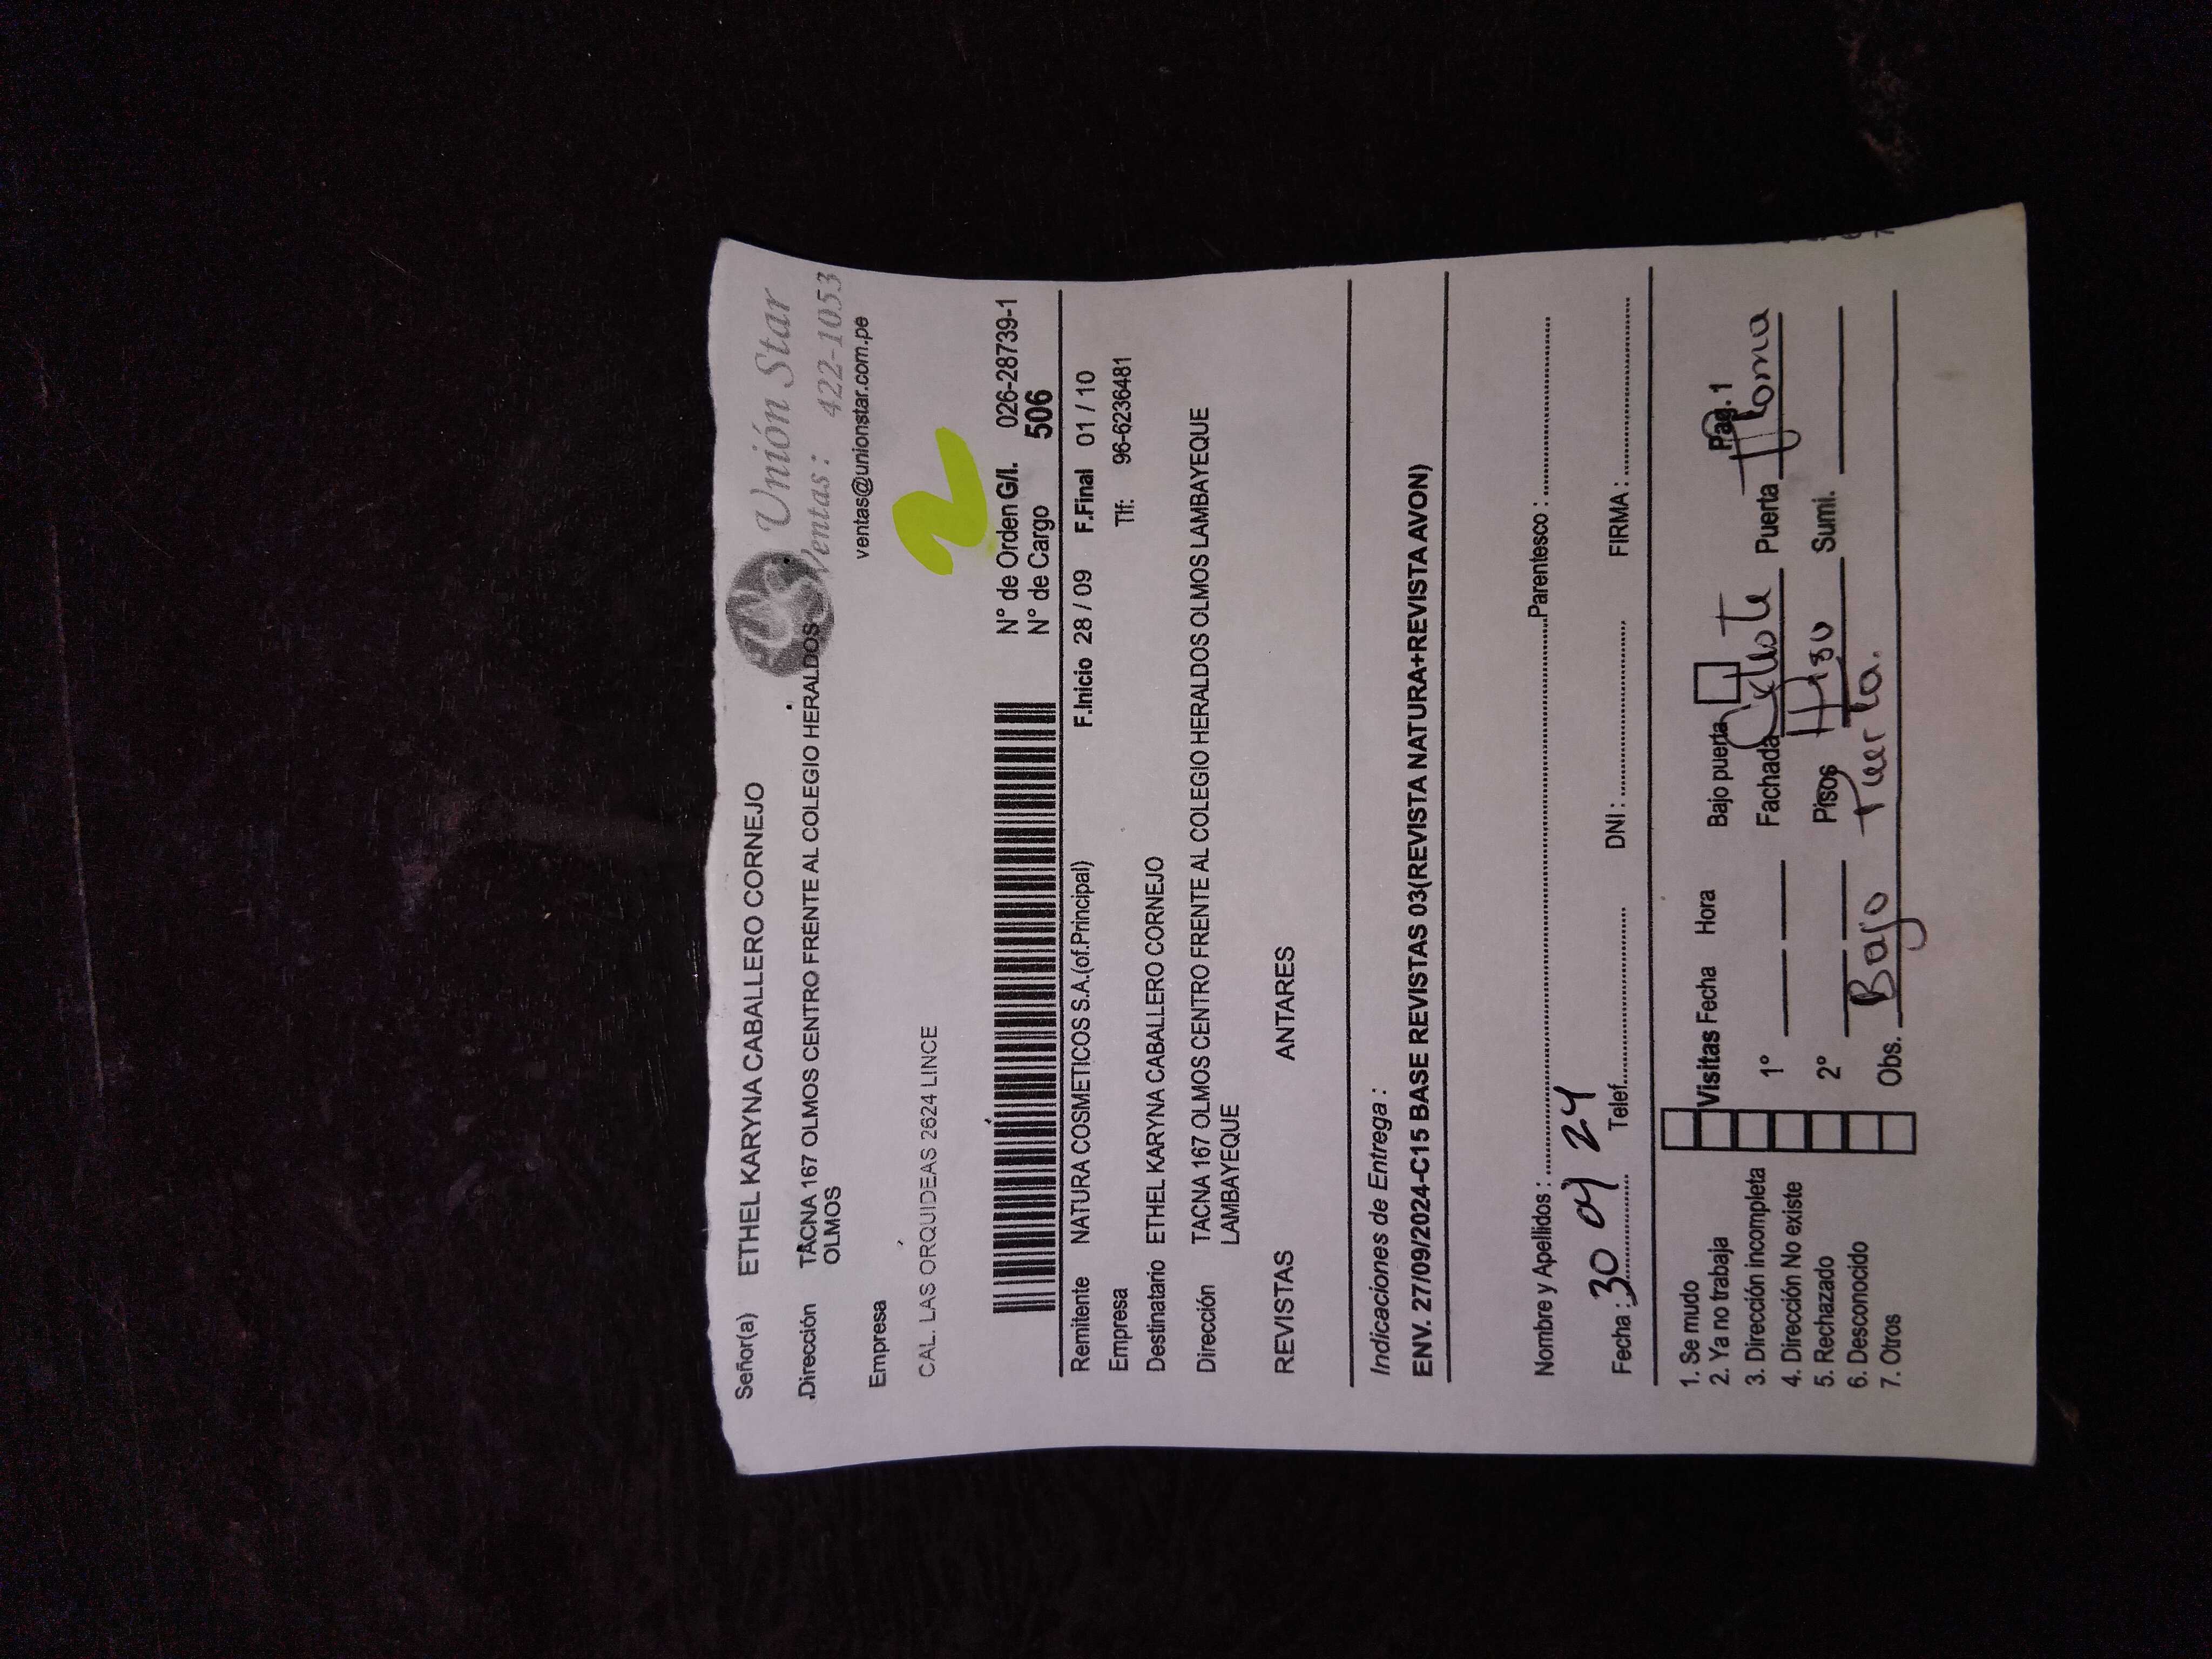 Señor(a) ETHEL KARYNA CABALLERO CORNEJO
Unión Star
Dirección TACNA 167 OLMOS CENTRO FRENTE AL COLEGIO HERALDOS
OLMOS
Ventas: 422-1053
ventas@unionstar.com.pe
Empresa
2
CAL. LAS ORQUIDEAS 2624 LINCE
N° de Orden G/I. 026-28739-1
N° de Cargo 506
Remitente NATURA COSMETICOS S.A.(of.Principal) F.Inicio 28 / 09 F.Final 01 / 10
Empresa Tlf: 96-6236481
Destinatario ETHEL KARYNA CABALLERO CORNEJO
Dirección TACNA 167 OLMOS CENTRO FRENTE AL COLEGIO HERALDOS OLMOS LAMBAYEQUE
LAMBAYEQUE
REVISTAS ANTARES
Indicaciones de Entrega :
ENV. 27/09/2024-C15 BASE REVISTAS 03(REVISTA NATURA+REVISTA AVON)
Nombre y Apellidos : Parentesco :
Fecha : 30 09 24 Telef. DNI : FIRMA :
1. Se mudo
2. Ya no trabaja Visitas Fecha Hora Bajo puerta Pag.1
3. Dirección incompleta 1° Fachada Puerta
4. Dirección No existe
5. Rechazado 2° Pisos Sumi.
6. Desconocido
7. Otros Obs. Bajo Puerta.